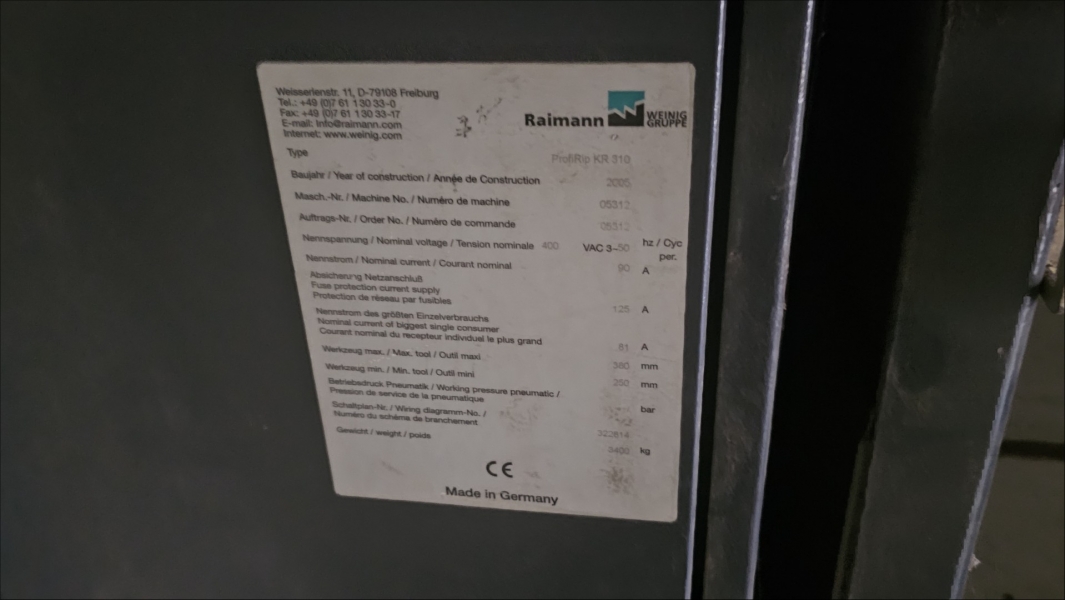 Weisserlenstr. 11, D-79108 Freiburg
Tel.: +49 (0)7 61 1 30 33-0
Fax: +49 (0)7 61 1 30 33-17
E-mail: Info@raimann.com
Internet: www.weinig.com
Raimann WEINIG GRUPPE
Type ProfiRip KR 310
Baujahr / Year of construction / Année de Construction 2005
Masch.-Nr. / Machine No. / Numéro de machine 05312
Auftrags-Nr. / Order No. / Numéro de commande 05312
Nennspannung / Nominal voltage / Tension nominale 400 VAC 3~50 hz / Cyc per.
Nennstrom / Nominal current / Courant nominal 90 A
Absicherung Netzanschluß
Fuse protection current supply
Protection de réseau par fusibles 125 A
Nennstrom des größten Einzelverbrauchs
Nominal current of biggest single consumer
Courant nominal du recepteur individual le plus grand 81 A
Werkzeug max. / Max. tool / Outil maxi mm
Werkzeug min. / Min. tool / Outil mini 250 mm
Betriebsdruck Pneumatik / Working pressure pneumatic /
Pression de service de la pneumatique bar
Schaltplan-Nr. / Wiring diagramm-No. /
Numéro du schéma de branchement 322814
Gewicht / weight / poids 3400 kg
CE
Made in Germany